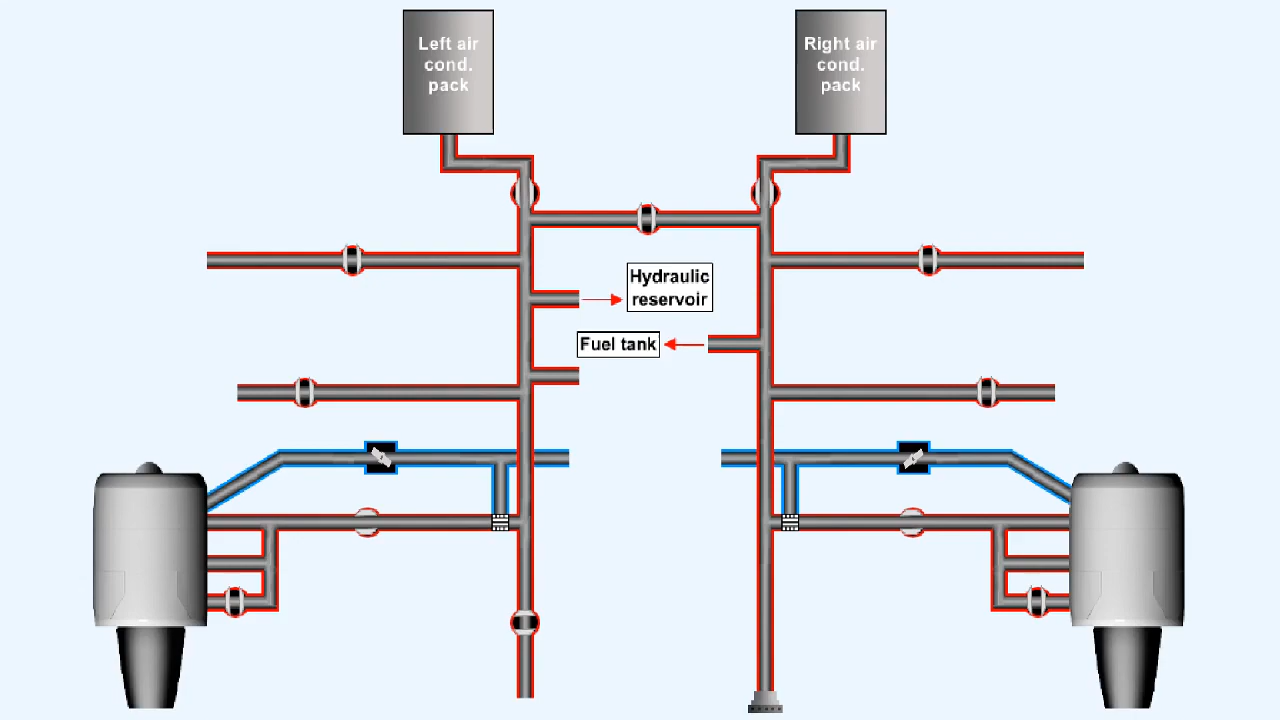 Left air
cond.
pack
Right air
cond.
pack
Hydraulic
reservoir
Fuel tank